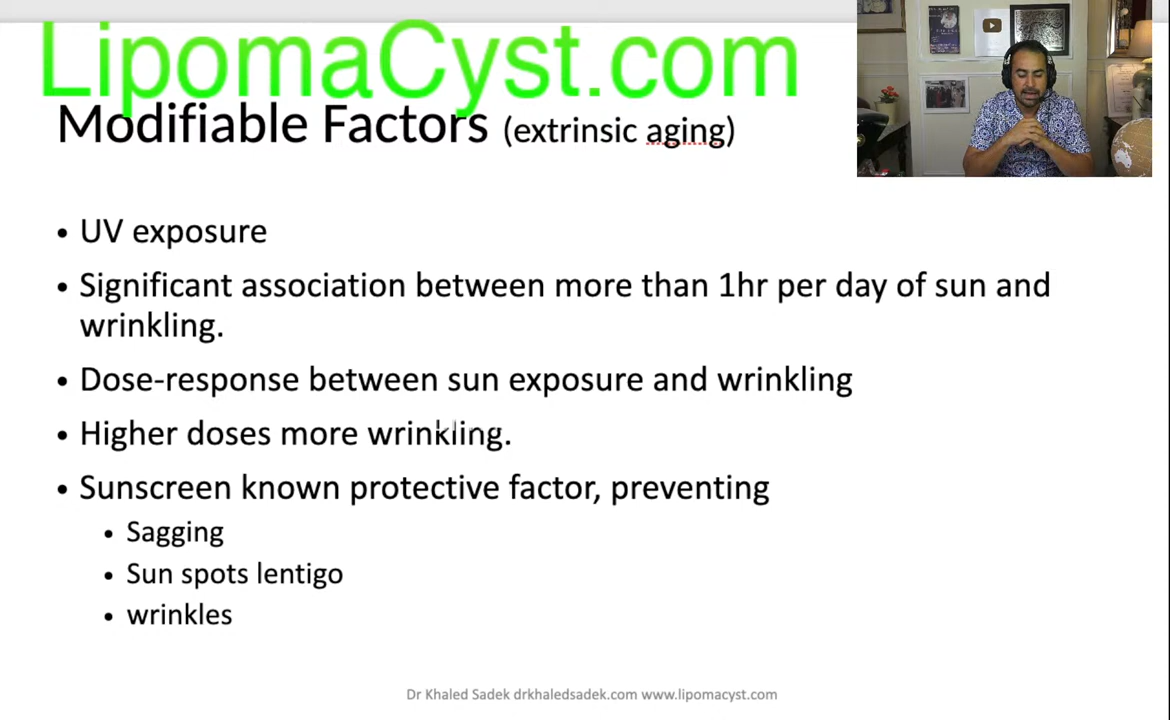 LipomaCyst.com
Modifiable Factors (extrinsic aging)
• UV exposure
• Significant association between more than 1hr per day of sun and
wrinkling.
• Dose-response between sun exposure and wrinkling
• Higher doses more wrinkling.
• Sunscreen known protective factor, preventing
• Sagging
• Sun spots lentigo
• wrinkles
Dr Khaled Sadek drkhaledsadek.com www.lipomacyst.com